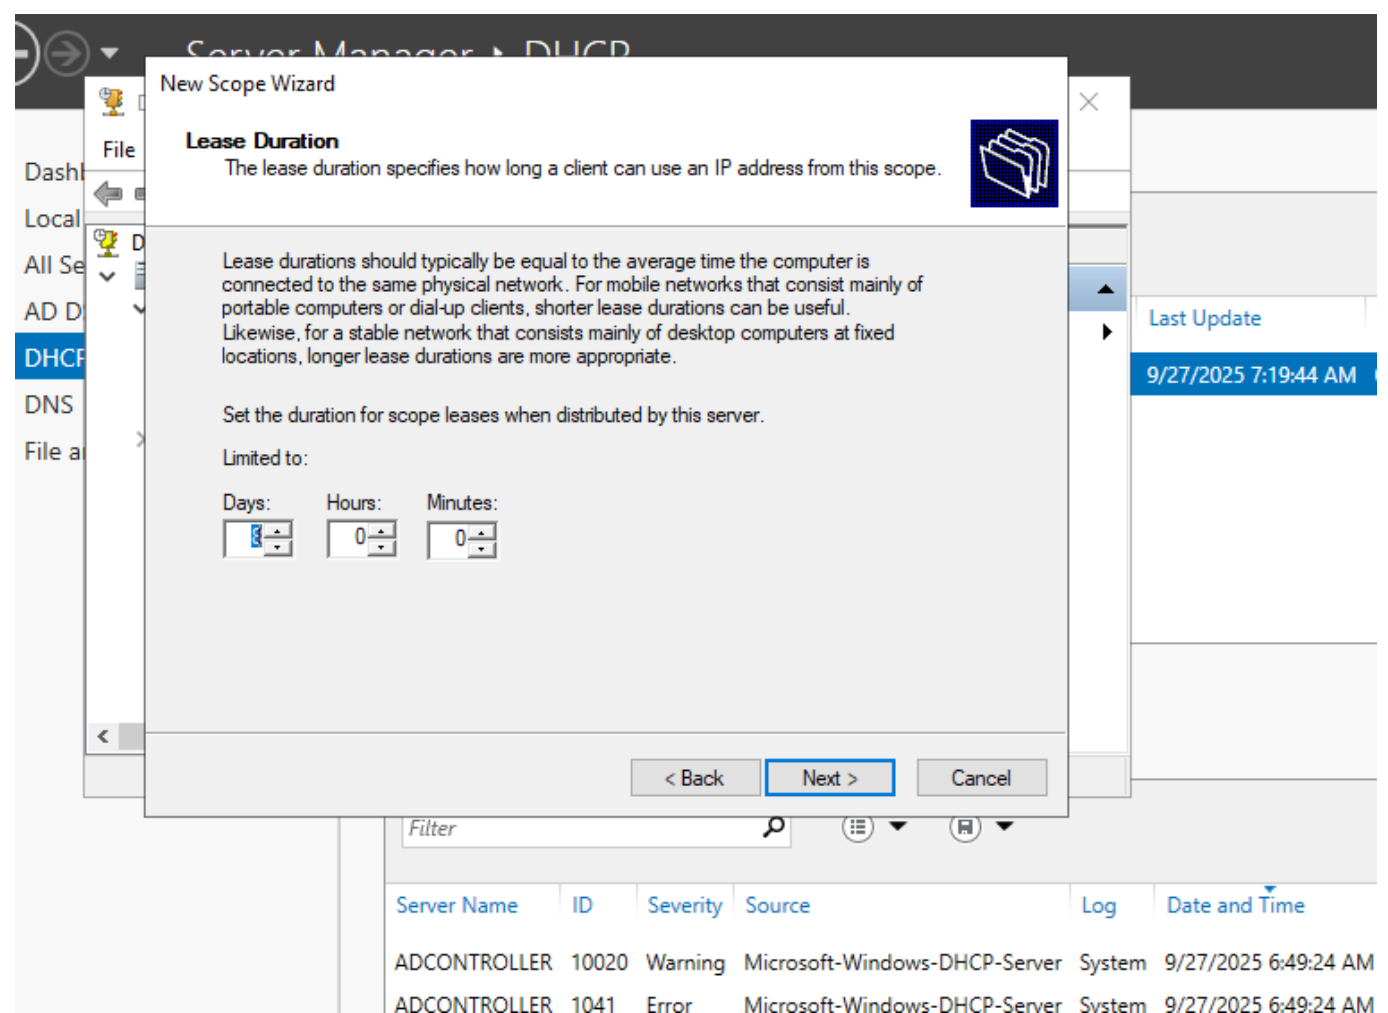 Server Manager DHCP
New Scope Wizard
Lease Duration
The lease duration specifies how long a client can use an IP address from this scope.
File
Dashl
Local
D
All Se
AD D
DHCP
DNS
File a
Lease durations should typically be equal to the average time the computer is
connected to the same physical network. For mobile networks that consist mainly of
portable computers or dial-up clients, shorter lease durations can be useful.
Likewise, for a stable network that consists mainly of desktop computers at fixed
locations, longer lease durations are more appropriate.
Set the duration for scope leases when distributed by this server.
Limited to:
Days: Hours: Minutes:
8 0 0
Last Update
9/27/2025 7:19:44 AM
< Back Next > Cancel
Filter
Server Name ID Severity Source Log Date and Time
ADCONTROLLER 10020 Warning Microsoft-Windows-DHCP-Server System 9/27/2025 6:49:24 AM
ADCONTROLLER 1041 Error Microsoft-Windows-DHCP-Server System 9/27/2025 6:49:24 AM